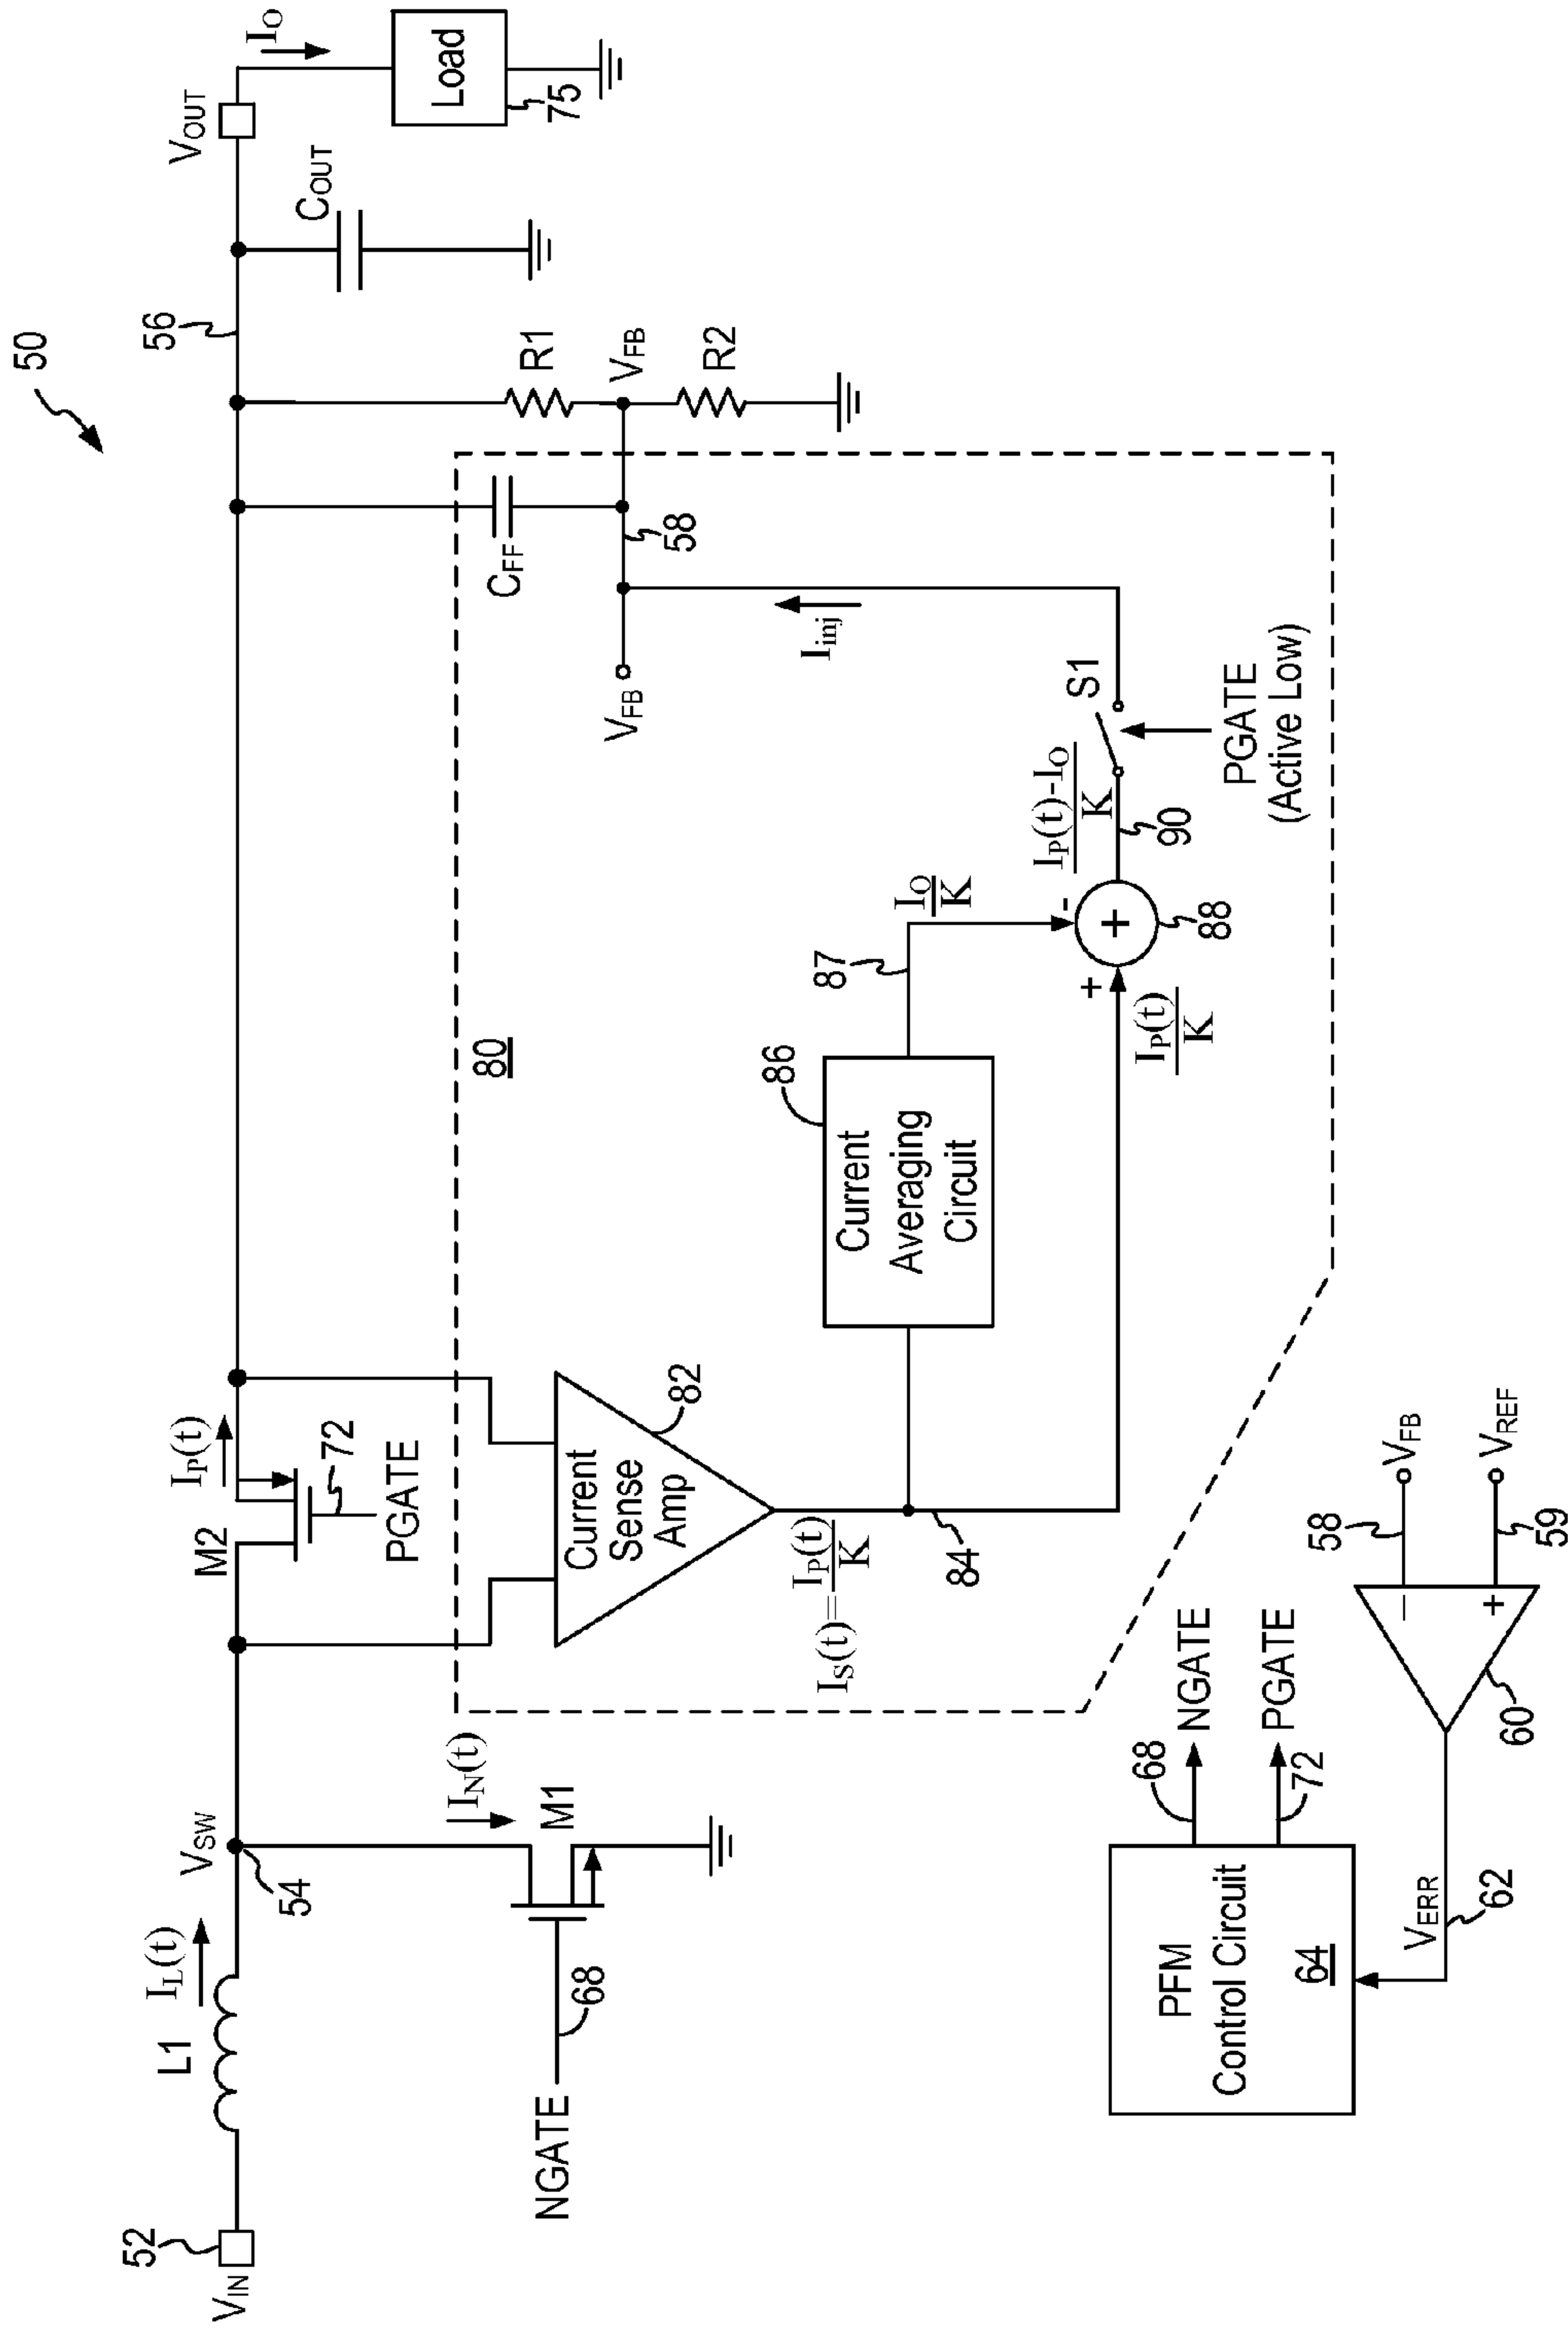 50
52
VIN
L1
IL(t)
VSW
54
M2
IP(t)
72
PGATE
56
VOUT
IO
COUT
Load
75
NGATE
68
IN(t)
M1
80
CFF
58
R1
VFB
R2
VFB
Iinj
Current
Sense
Amp
82
IS(t)=IP(t)
K
84
86
Current
Averaging
Circuit
87
IO
K
-
+
+
88
IP(t)
K
IP(t)-IO
K
90
S1
PGATE
(Active Low)
PFM
Control Circuit
64
68
NGATE
72
PGATE
VERR
62
60
−
+
58
VFB
59
VREF